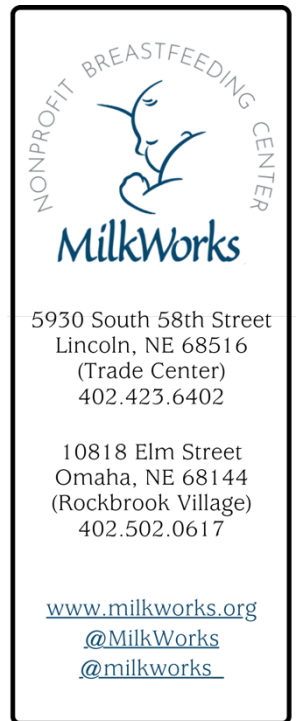 NONPROFIT BREASTFEEDING CENTER
MilkWorks
5930 South 58th Street
Lincoln, NE 68516
(Trade Center)
402.423.6402
10818 Elm Street
Omaha, NE 68144
(Rockbrook Village)
402.502.0617
www.milkworks.org
@MilkWorks
@milkworks_